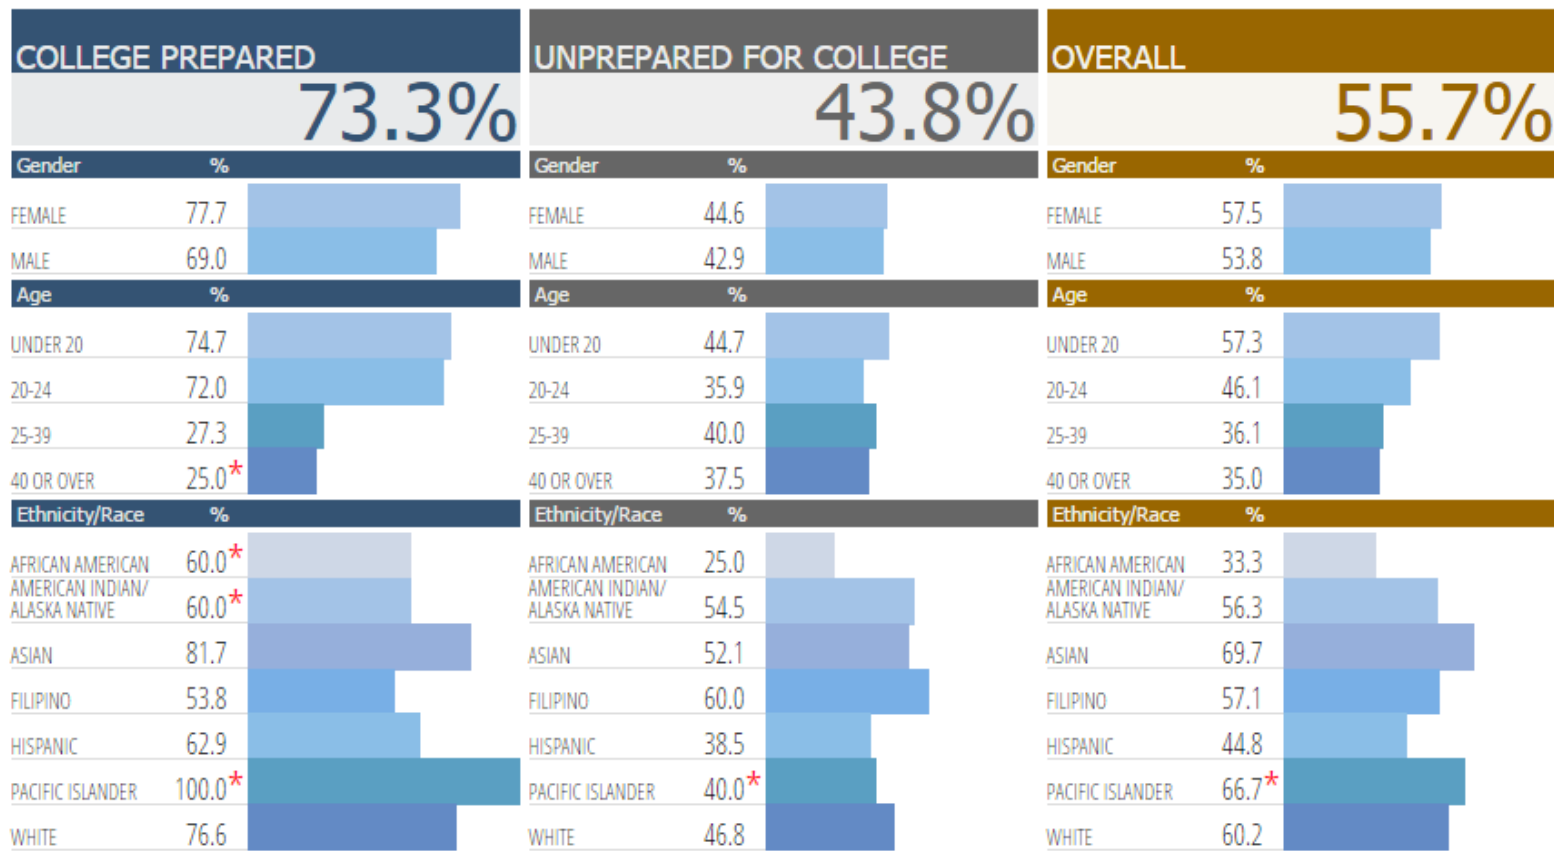 COLLEGE PREPARED
73.3%
Gender %
FEMALE 77.7
MALE 69.0
Age %
UNDER 20 74.7
20-24 72.0
25-39 27.3
40 OR OVER 25.0*
Ethnicity/Race %
AFRICAN AMERICAN 60.0*
AMERICAN INDIAN/
ALASKA NATIVE 60.0*
ASIAN 81.7
FILIPINO 53.8
HISPANIC 62.9
PACIFIC ISLANDER 100.0*
WHITE 76.6
UNPREPARED FOR COLLEGE
43.8%
Gender %
FEMALE 44.6
MALE 42.9
Age %
UNDER 20 44.7
20-24 35.9
25-39 40.0
40 OR OVER 37.5
Ethnicity/Race %
AFRICAN AMERICAN 25.0
AMERICAN INDIAN/
ALASKA NATIVE 54.5
ASIAN 52.1
FILIPINO 60.0
HISPANIC 38.5
PACIFIC ISLANDER 40.0*
WHITE 46.8
OVERALL
55.7%
Gender %
FEMALE 57.5
MALE 53.8
Age %
UNDER 20 57.3
20-24 46.1
25-39 36.1
40 OR OVER 35.0
Ethnicity/Race %
AFRICAN AMERICAN 33.3
AMERICAN INDIAN/
ALASKA NATIVE 56.3
ASIAN 69.7
FILIPINO 57.1
HISPANIC 44.8
PACIFIC ISLANDER 66.7*
WHITE 60.2